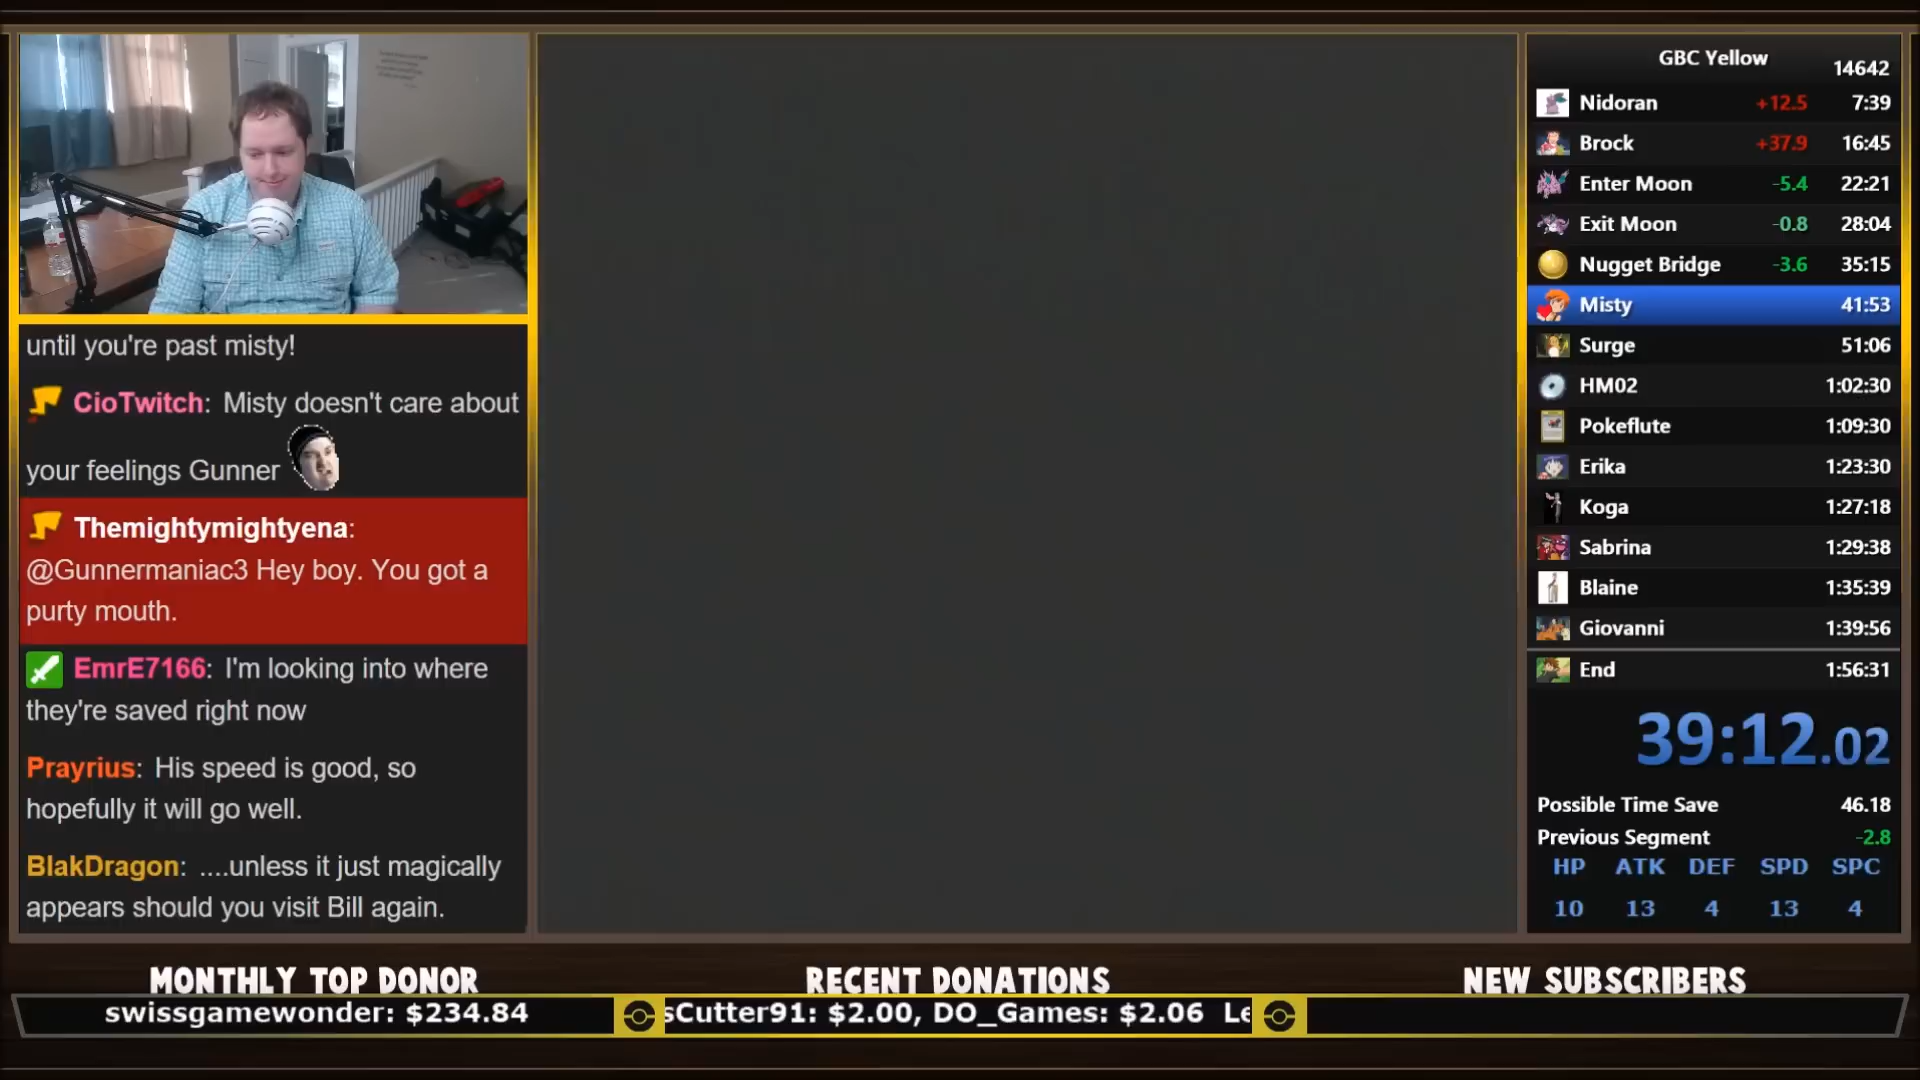 until you're past misty!
CioTwitch: Misty doesn't care about
your feelings Gunner
Themightymightyena:
@Gunnermaniac3 Hey boy. You got a
purty mouth.
EmrE7166: I'm looking into where
they're saved right now
Prayrius: His speed is good, so
hopefully it will go well.
BlakDragon: ....unless it just magically
appears should you visit Bill again.
GBC Yellow 14642
Nidoran +12.5 7:39
Brock +37.9 16:45
Enter Moon -5.4 22:21
Exit Moon -0.8 28:04
Nugget Bridge -3.6 35:15
Misty 41:53
Surge 51:06
HM02 1:02:30
Pokeflute 1:09:30
Erika 1:23:30
Koga 1:27:18
Sabrina 1:29:38
Blaine 1:35:39
Giovanni 1:39:56
End 1:56:31
39:12.02
Possible Time Save 46.18
Previous Segment -2.8
HP ATK DEF SPD SPC
10 13 4 13 4
MONTHLY TOP DONOR RECENT DONATIONS NEW SUBSCRIBERS
swissgamewonder: $234.84 sCutter91: $2.00, DO_Games: $2.06 Le